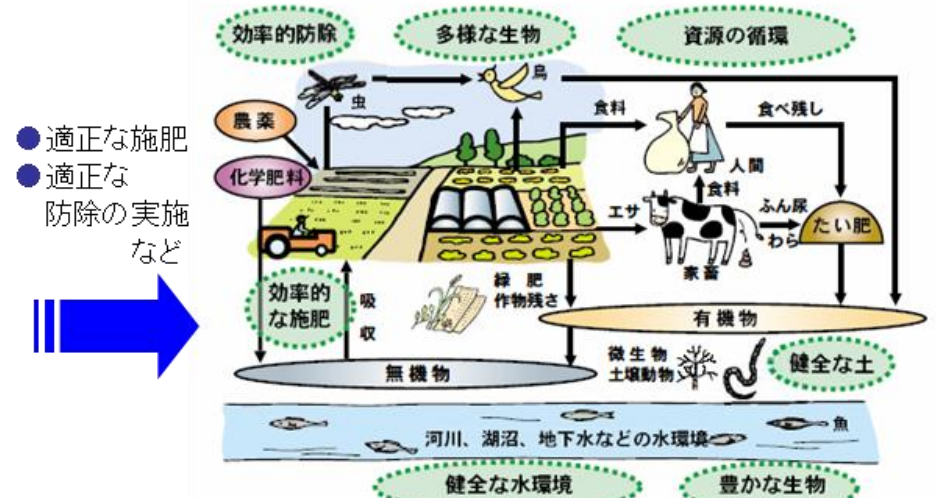 効率的防除
多様な生物
資源の循環
虫
鳥
農薬
化学肥料
食料
食べ残し
人間
食料
エサ
ふん尿
わら
たい肥
家畜
●適正な施肥
●適正な
防除の実施
など
効率的
な施肥
吸
収
緑肥
作物残さ
有機物
無機物
微生物
土壌動物
健全な土
河川、湖沼、地下水などの水環境
魚
健全な水環境
豊かな生物